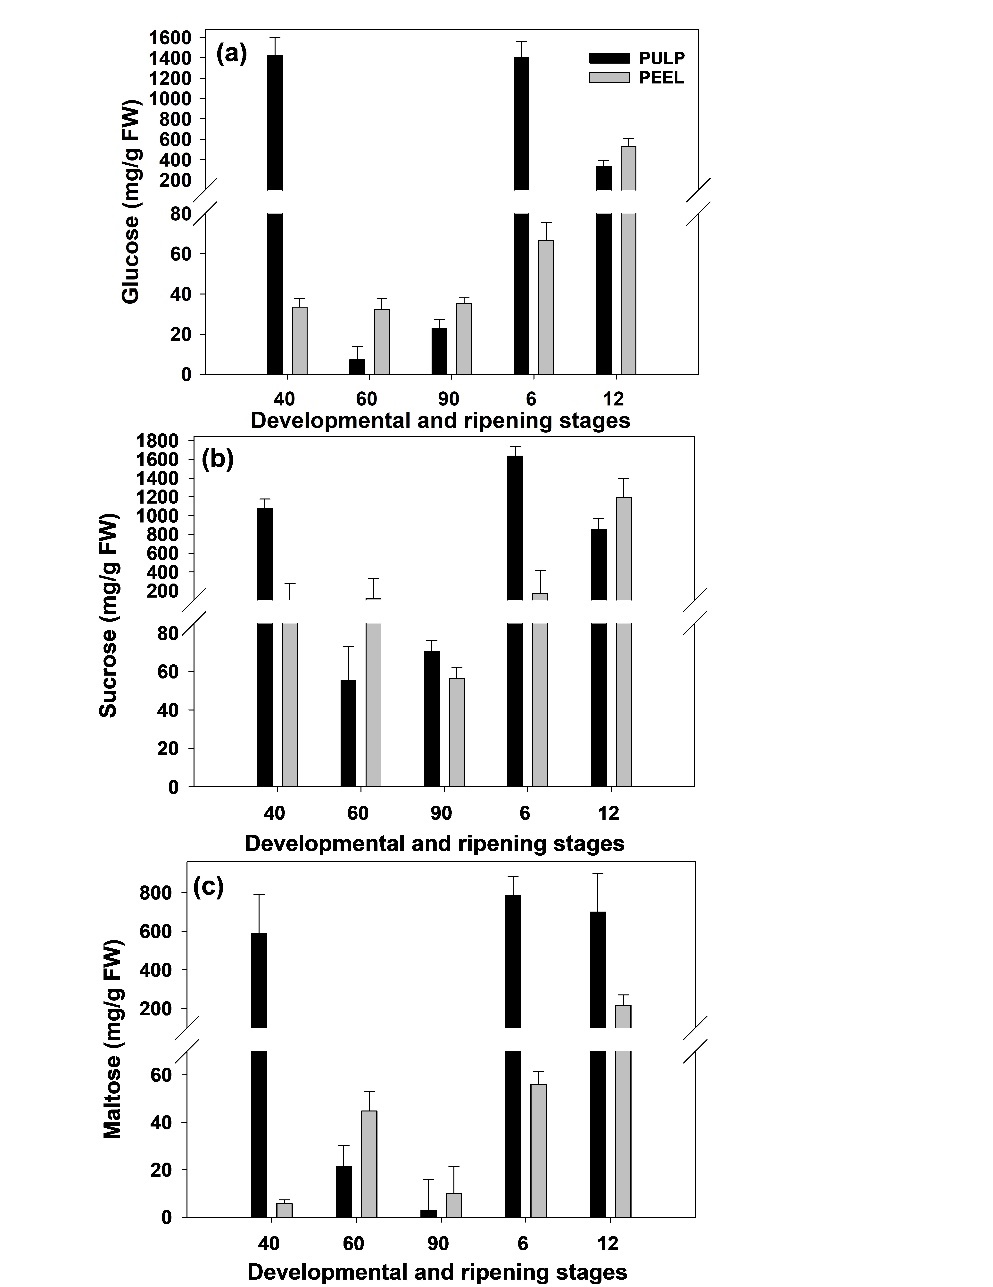 (a)
PULP
PEEL
Glucose (mg/g FW)
1600
1400
1200
1000
800
600
400
200
80
60
40
20
0
40 60 90 6 12
Developmental and ripening stages
(b)
Sucrose (mg/g FW)
1800
1600
1400
1200
1000
800
600
400
200
80
60
40
20
0
40 60 90 6 12
Developmental and ripening stages
(c)
Maltose (mg/g FW)
800
600
400
200
60
40
20
0
40 60 90 6 12
Developmental and ripening stages